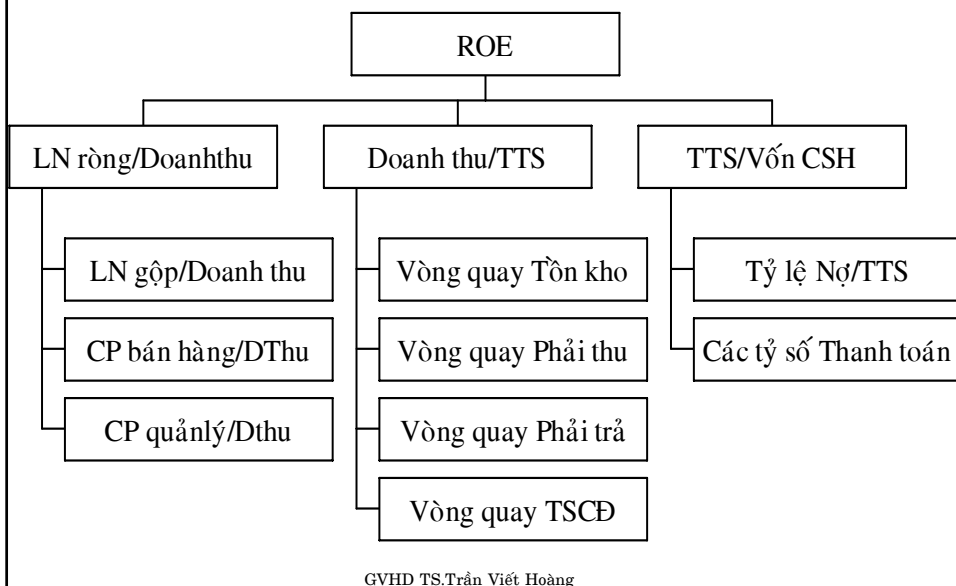 ROE
LN ròng/Doanhthu
Doanh thu/TTS
TTS/Vốn CSH
LN gộp/Doanh thu
Vòng quay Tồn kho
Tỷ lệ Nợ/TTS
CP bán hàng/DThu
Vòng quay Phải thu
Các tỷ số Thanh toán
CP quảnlý/Dthu
Vòng quay Phải trả
Vòng quay TSCĐ
GVHD TS.Trần Viết Hoàng